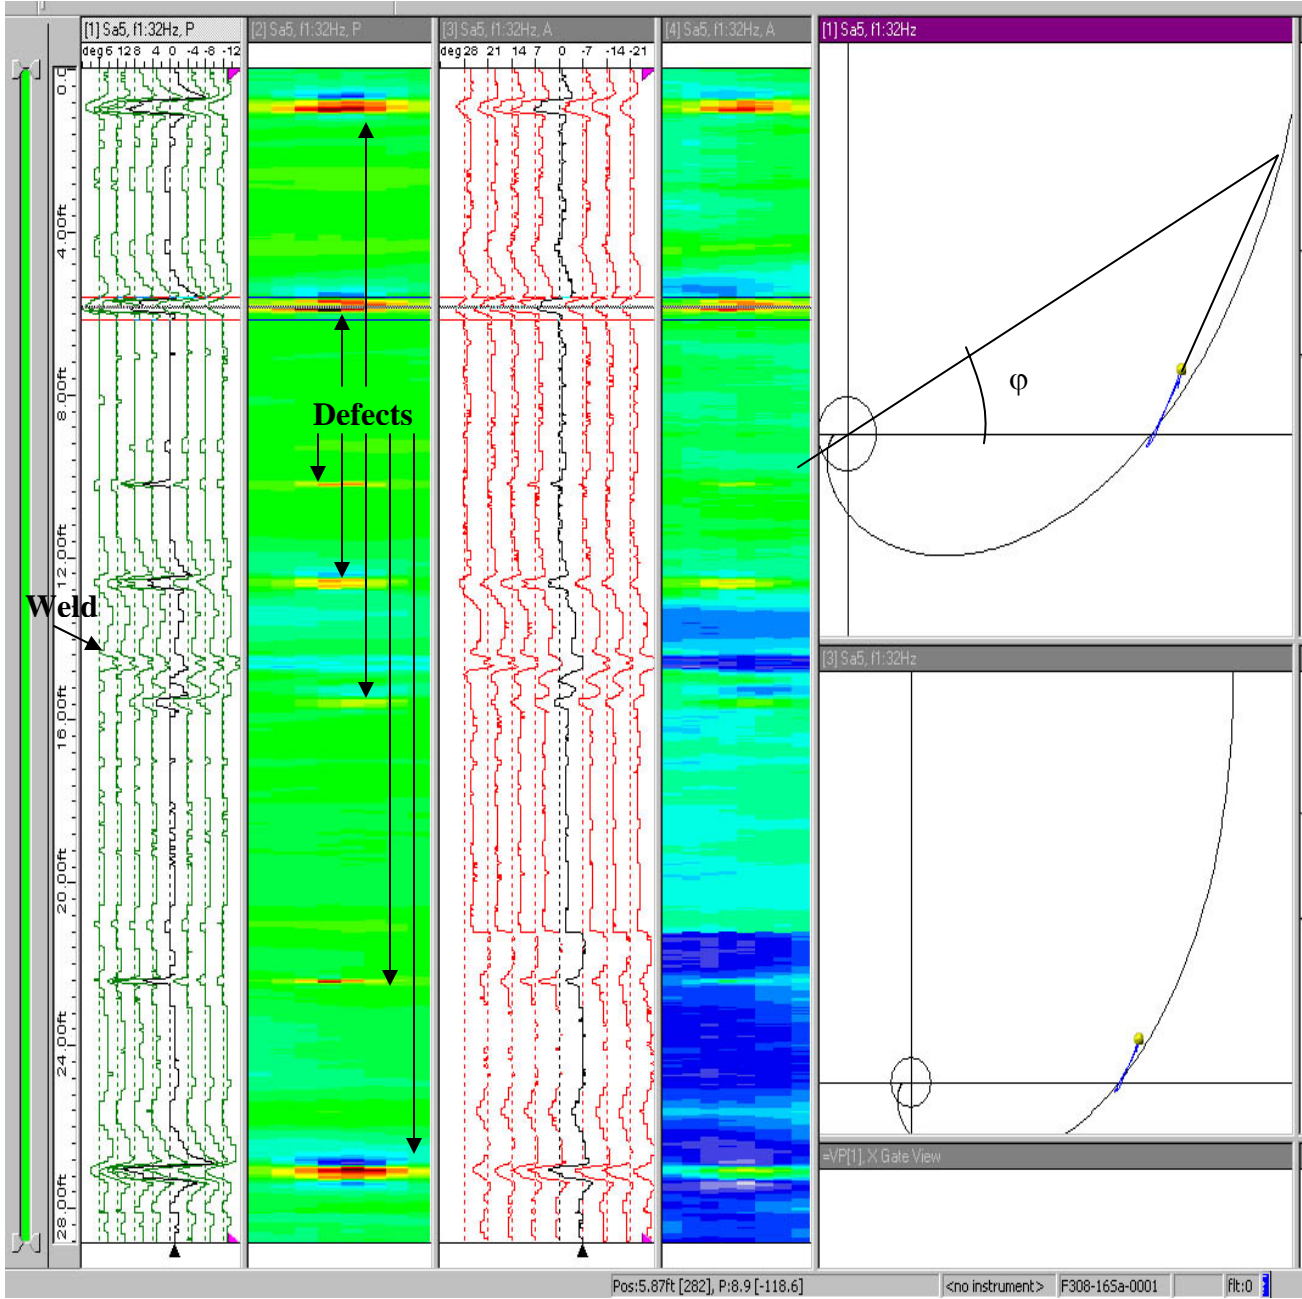 [1] Sa5, f1:32Hz, P
[2] Sa5, f1:32Hz, P
[3] Sa5, f1:32Hz, A
[4] Sa5, f1:32Hz, A
[1] Sa5, f1:32Hz
deg 6 12 8 4 0 -4 -8 -12
deg 28 21 14 7 0 -7 -14 -21
0.0
4.00ft
φ
8.00ft
Defects
12.00ft
Weld
[3] Sa5, f1:32Hz
16.00ft
20.00ft
24.00ft
=VP[1], X Gate View
28.00ft
Pos:5.87ft [282], P:8.9 [-118.6]
<no instrument>
F308-16Sa-0001
flt:0